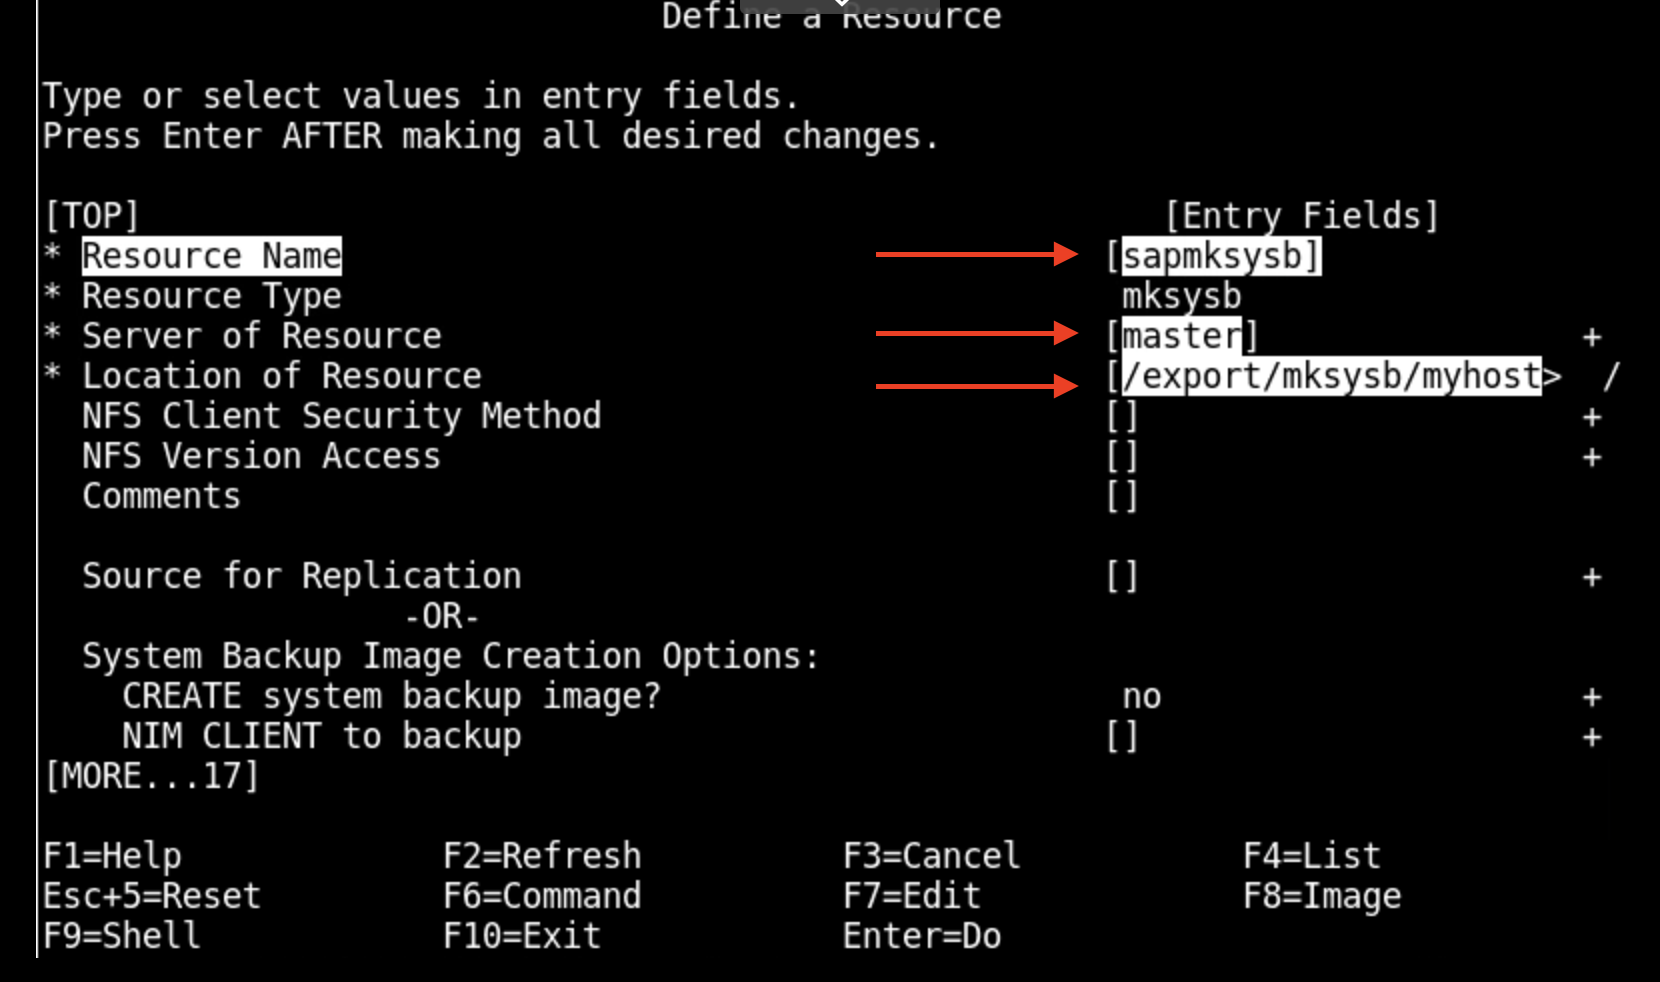 Define a Resource
Type or select values in entry fields.
Press Enter AFTER making all desired changes.
[TOP] [Entry Fields]
* Resource Name [sapmksysb]
* Resource Type mksysb
* Server of Resource [master] +
* Location of Resource [/export/mksysb/myhost> /
NFS Client Security Method [] +
NFS Version Access [] +
Comments []
Source for Replication [] +
-OR-
System Backup Image Creation Options:
CREATE system backup image? no +
NIM CLIENT to backup [] +
[MORE...17]
F1=Help F2=Refresh F3=Cancel F4=List
Esc+5=Reset F6=Command F7=Edit F8=Image
F9=Shell F10=Exit Enter=Do